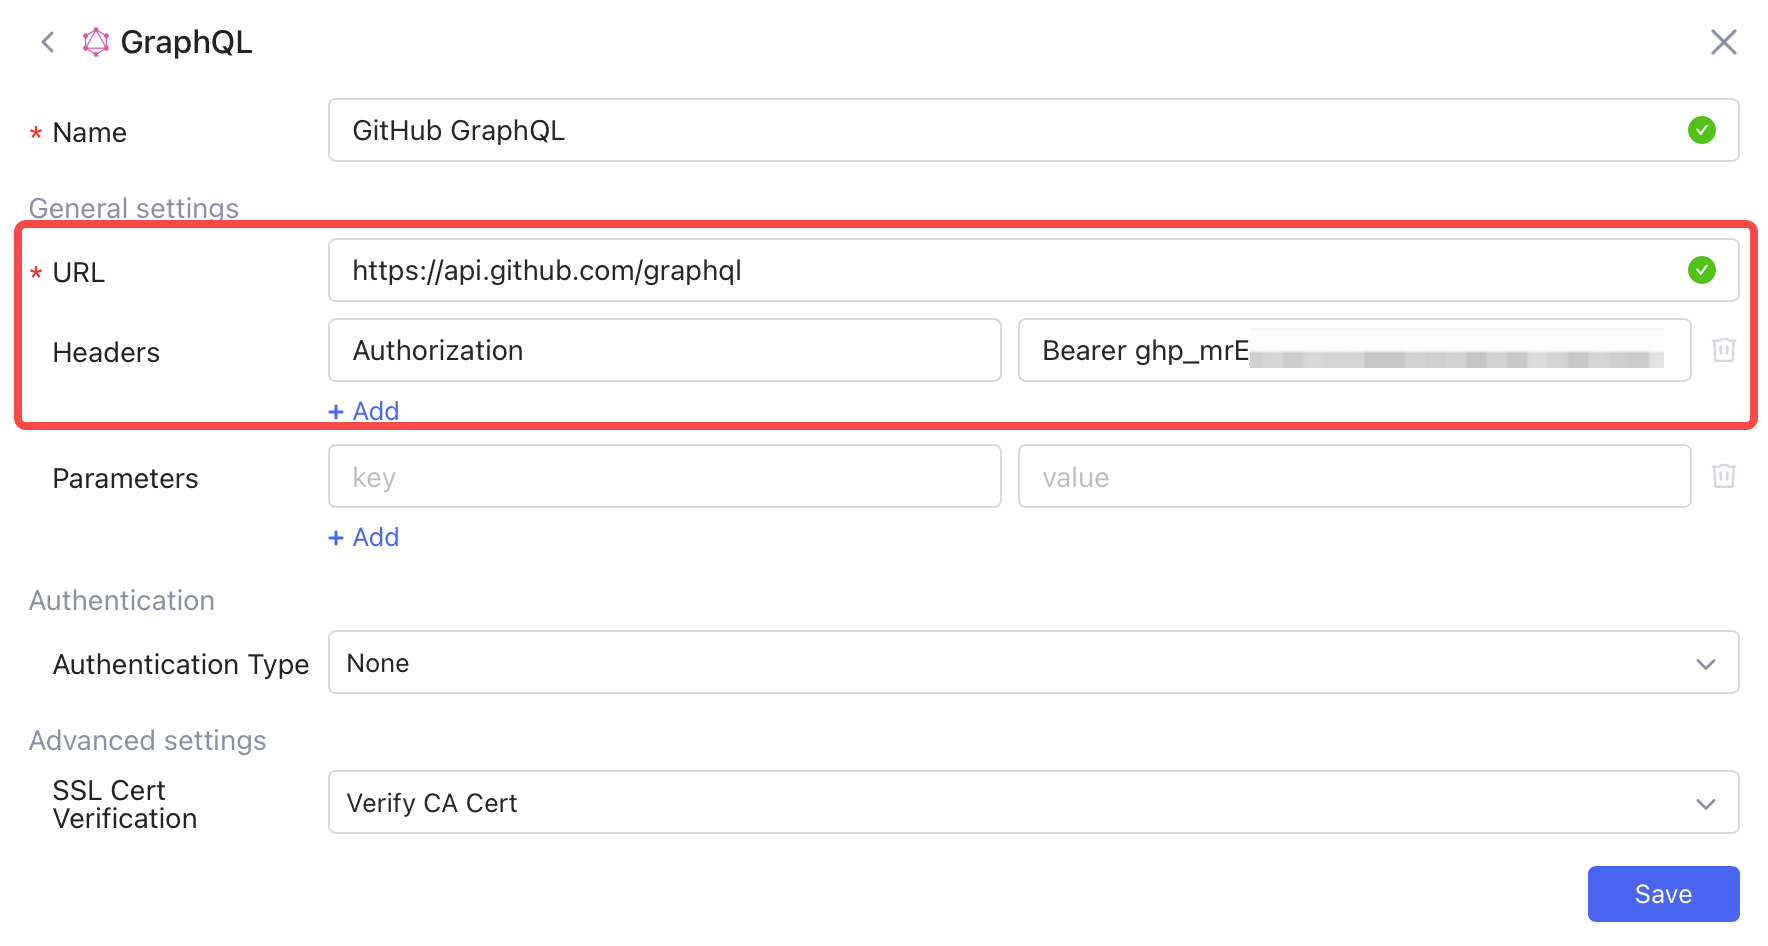 GraphQL
* Name
GitHub GraphQL
General settings
* URL
https://api.github.com/graphql
Headers
Authorization
Bearer ghp_mrE
+ Add
Parameters
key
value
+ Add
Authentication
Authentication Type
None
Advanced settings
SSL Cert
Verification
Verify CA Cert
Save